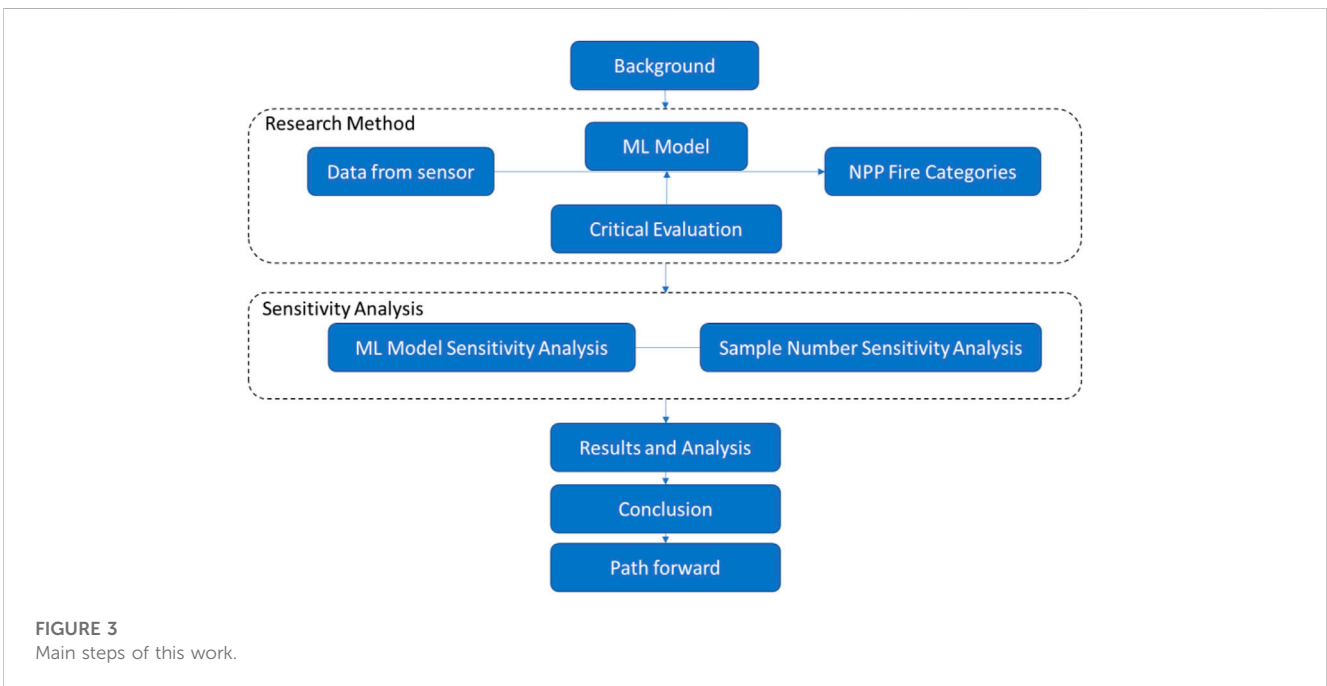 Background
Research Method
ML Model
Data from sensor
NPP Fire Categories
Critical Evaluation
Sensitivity Analysis
ML Model Sensitivity Analysis
Sample Number Sensitivity Analysis
Results and Analysis
Conclusion
Path forward
FIGURE 3
Main steps of this work.